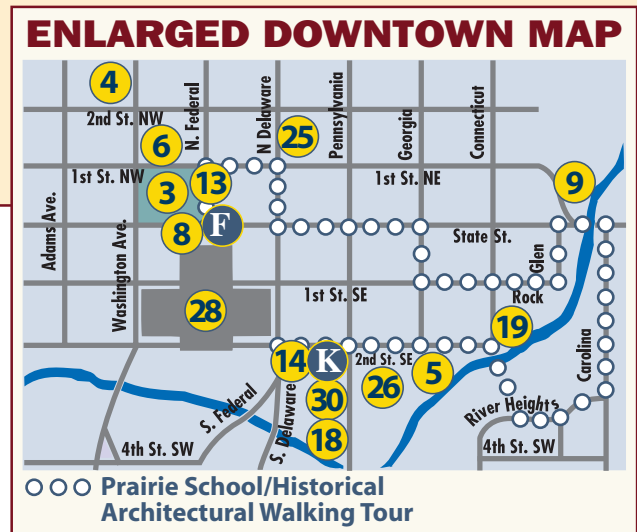 ENLARGED DOWNTOWN MAP
4
2nd St. NW
N. Federal
N Delaware
Pennsylvania
Georgia
Connecticut
25
6
1st St. NW
1st St. NE
3
13
9
Adams Ave.
Washington Ave.
8
F
State St.
Glen
28
1st St. SE
Rock
19
14
K
2nd St. SE
26
5
Carolina
S. Federal
S. Delaware
30
River Heights
18
4th St. SW
4th St. SW
Prairie School/Historical
Architectural Walking Tour